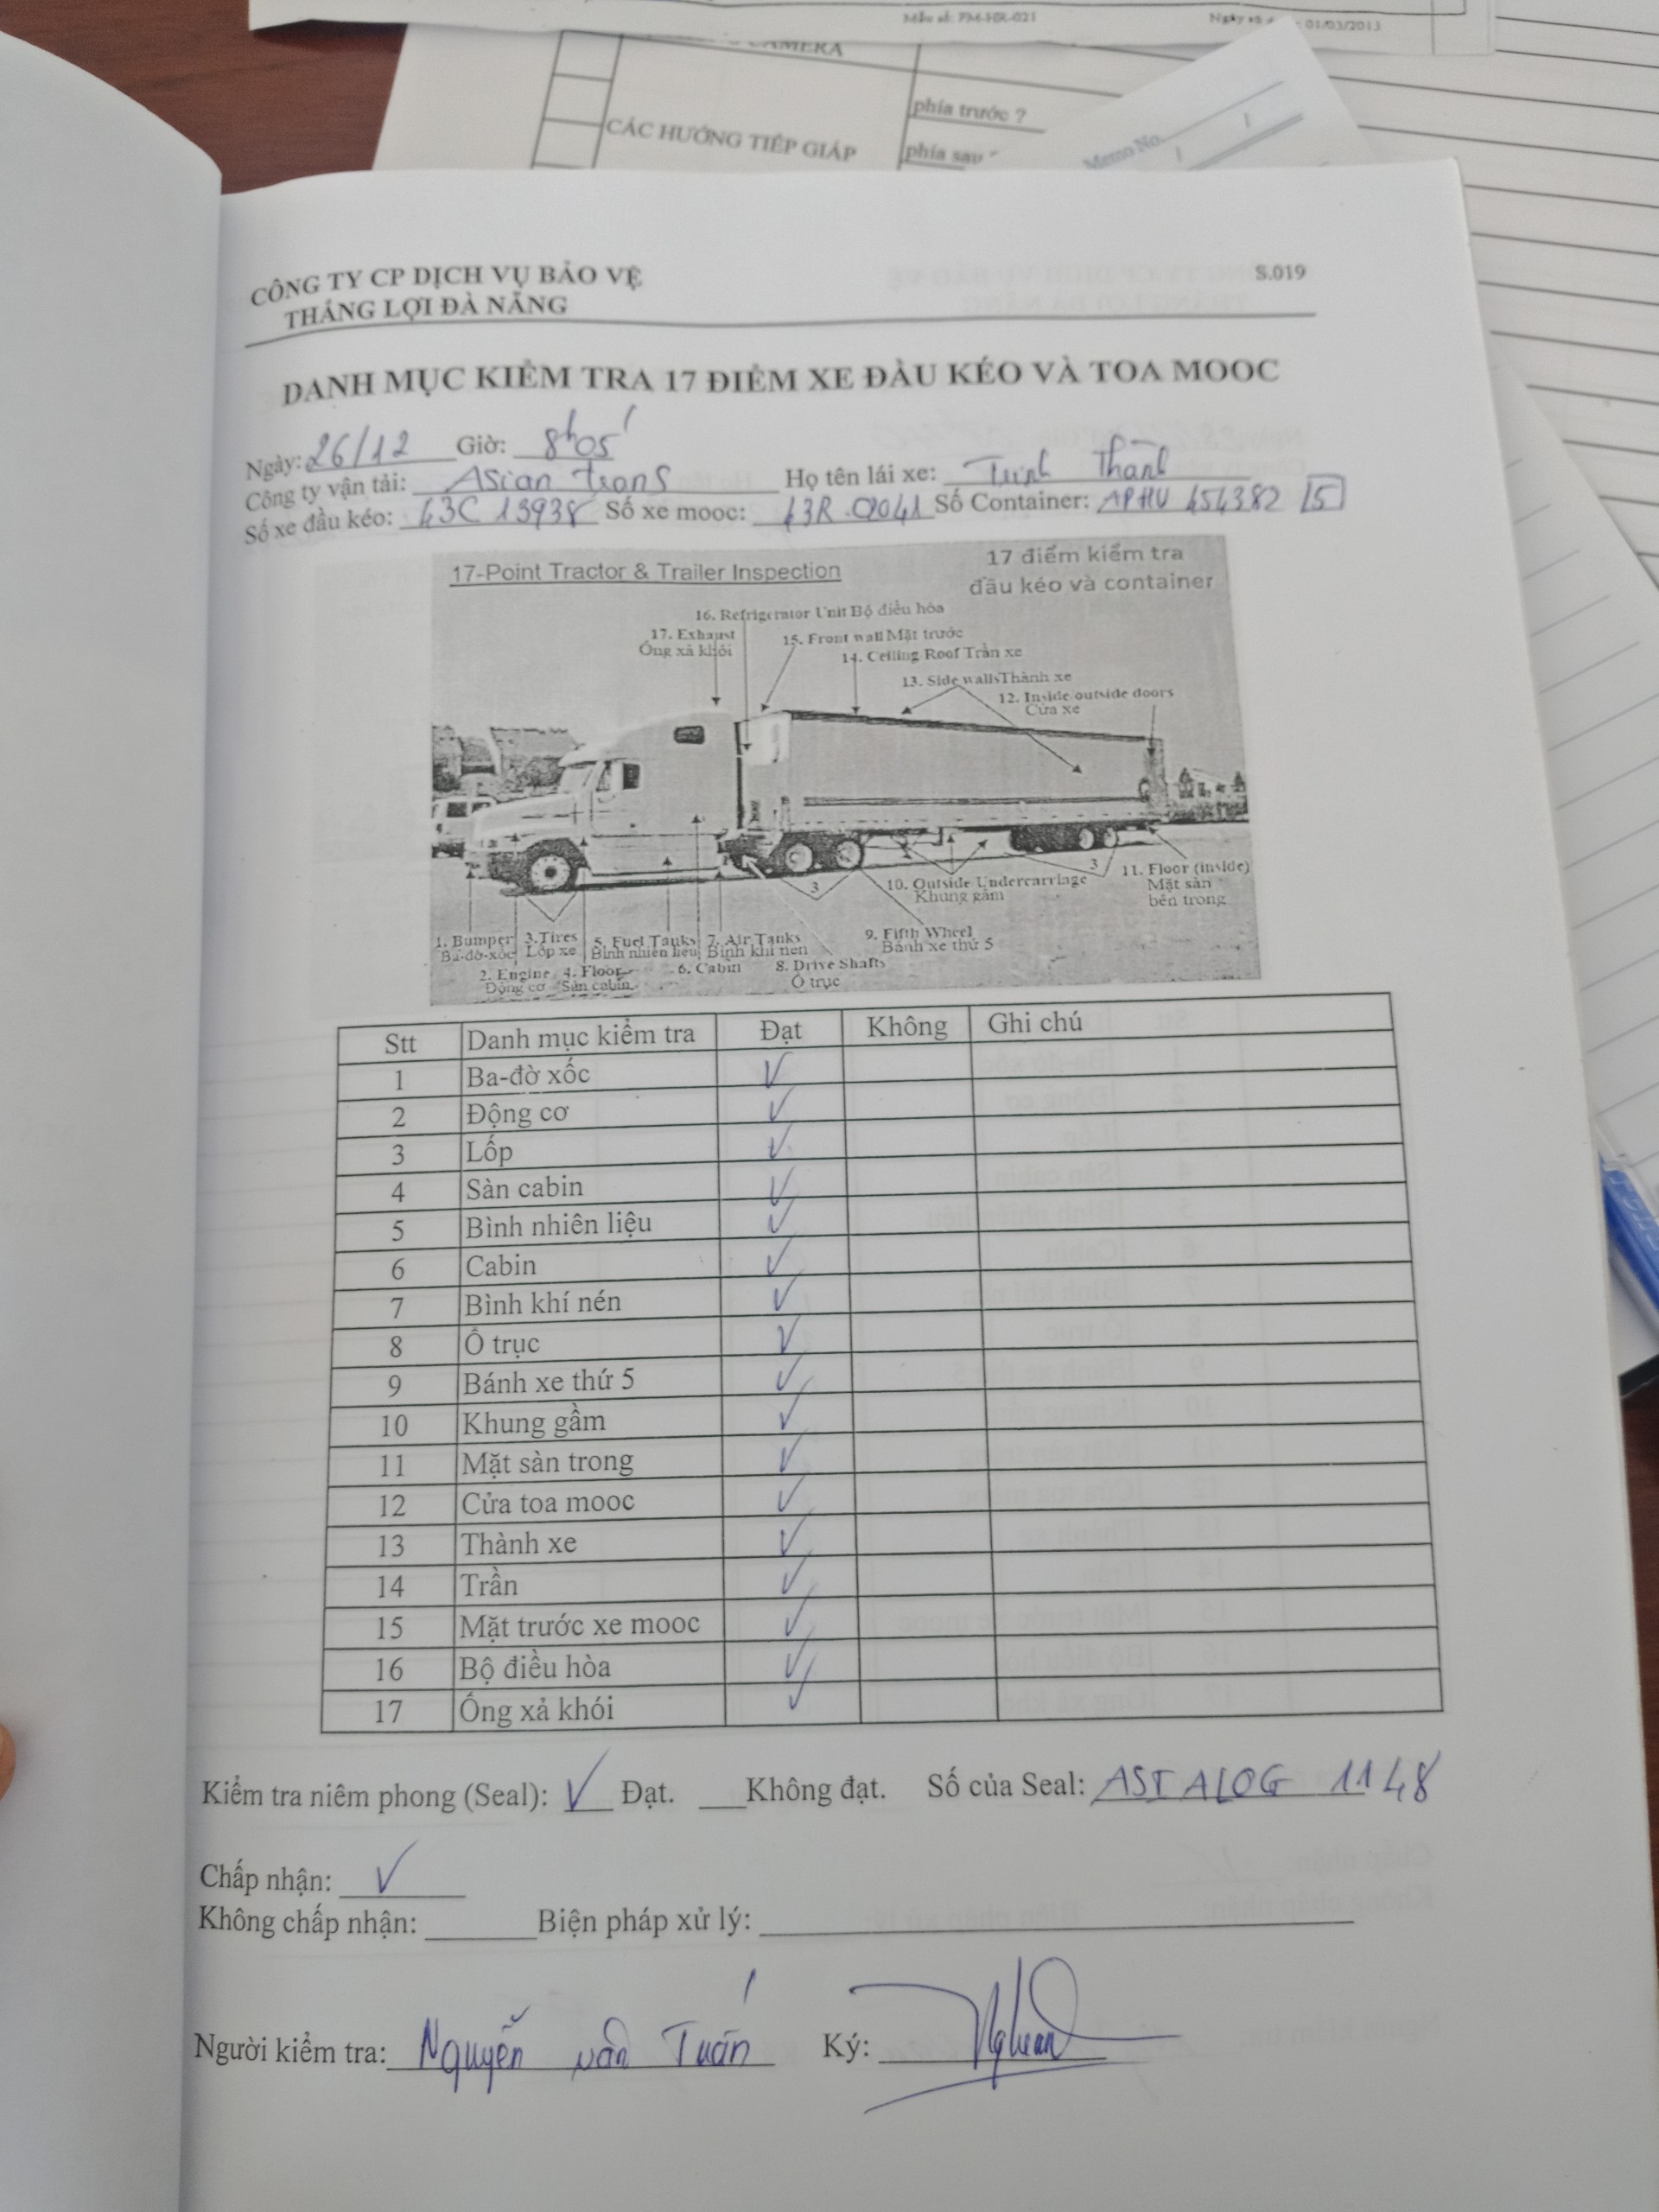 Mẫu số: FM-HR-021
01/03/2013
CAMERA
CÁC HƯỚNG TIẾP GIÁP
phía trước ?
phía sau
Memo No.
CÔNG TY CP DỊCH VỤ BẢO VỆ
THẮNG LỢI ĐÀ NẴNG
S.019
DANH MỤC KIỂM TRA 17 ĐIỂM XE ĐẦU KÉO VÀ TOA MOOC
Ngày: 26/12 Giờ: 8h05'
Công ty vận tải: Asian trans Họ tên lái xe: Trinh Thành
Số xe đầu kéo: 43C 13938 Số xe mooc: 43R 0041 Số Container: APHU 454382 5
17-Point Tractor & Trailer Inspection
17 điểm kiểm tra
đầu kéo và container
16. Refrigerator Unit Bộ điều hòa
17. Exhaust
Ống xả khói
15. Front wall Mặt trước
14. Ceiling Roof Trần xe
13. Side walls Thành xe
12. Inside outside doors
Cửa xe
3
3
10. Outside Undercarriage
Khung gầm
11. Floor (inside)
Mặt sàn
bên trong
9. Fifth Wheel
Bánh xe thứ 5
1. Bumper
Ba-đờ-xốc
3. Tires
Lốp xe
5. Fuel Tanks
Bình nhiên liệu
7. Air Tanks
Bình khí nén
2. Engine
Động cơ
4. Floor
Sàn cabin
6. Cabin
8. Drive Shafts
Ổ trục
Stt Danh mục kiểm tra Đạt Không Ghi chú
1 Ba-đờ xốc ✓
2 Động cơ ✓
3 Lốp ✓
4 Sàn cabin ✓
5 Bình nhiên liệu ✓
6 Cabin ✓
7 Bình khí nén ✓
8 Ổ trục ✓
9 Bánh xe thứ 5 ✓
10 Khung gầm ✓
11 Mặt sàn trong ✓
12 Cửa toa mooc ✓
13 Thành xe ✓
14 Trần ✓
15 Mặt trước xe mooc ✓
16 Bộ điều hòa ✓
17 Ống xả khói ✓
Kiểm tra niêm phong (Seal): ✓ Đạt. ___Không đạt. Số của Seal: ASIALOG 1148
Chấp nhận: ✓
Không chấp nhận: Biện pháp xử lý:
Người kiểm tra: Nguyễn văn Tuấn Ký: